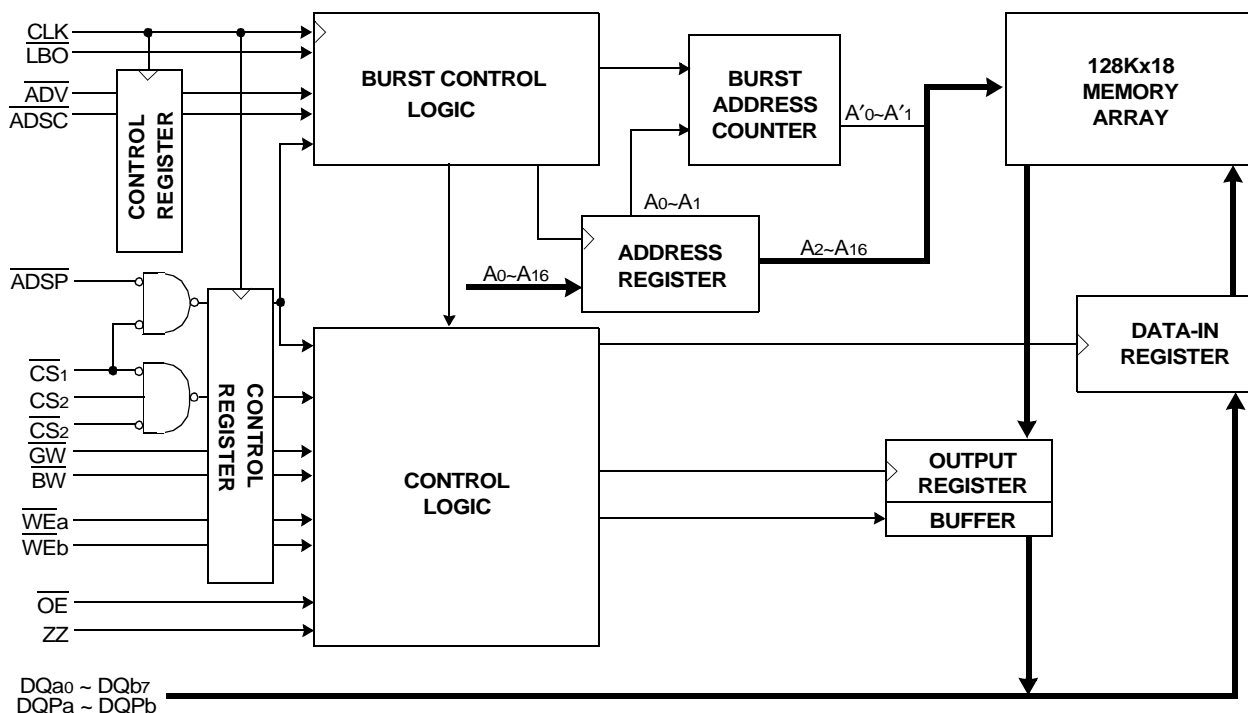 CLK
LBO
ADV
ADSC
CONTROL
REGISTER
BURST CONTROL
LOGIC
BURST
ADDRESS
COUNTER
A′0~A′1
128Kx18
MEMORY
ARRAY
A0~A1
ADDRESS
REGISTER
A2~A16
A0~A16
ADSP
CS1
CS2
CS2
GW
BW
WEa
WEb
OE
ZZ
CONTROL
REGISTER
CONTROL
LOGIC
DATA-IN
REGISTER
OUTPUT
REGISTER
BUFFER
DQa0 ~ DQb7
DQPa ~ DQPb